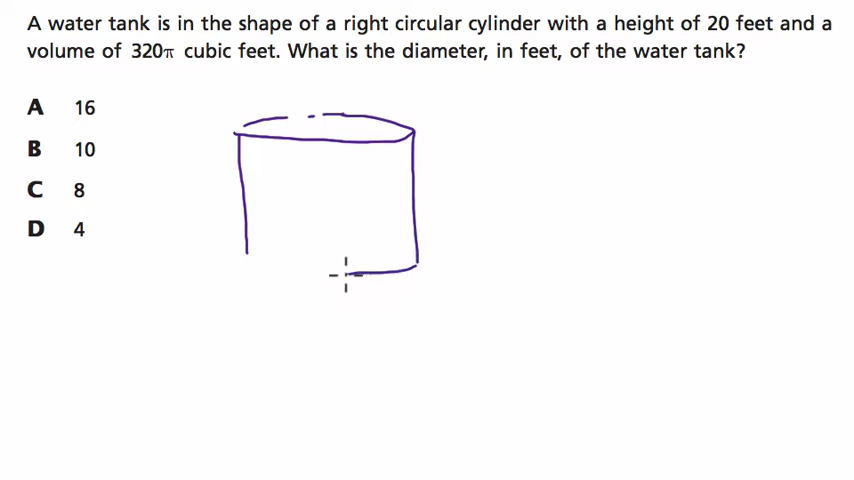 A water tank is in the shape of a right circular cylinder with a height of 20 feet and a
volume of 320π cubic feet. What is the diameter, in feet, of the water tank?
A 16
B 10
C 8
D 4